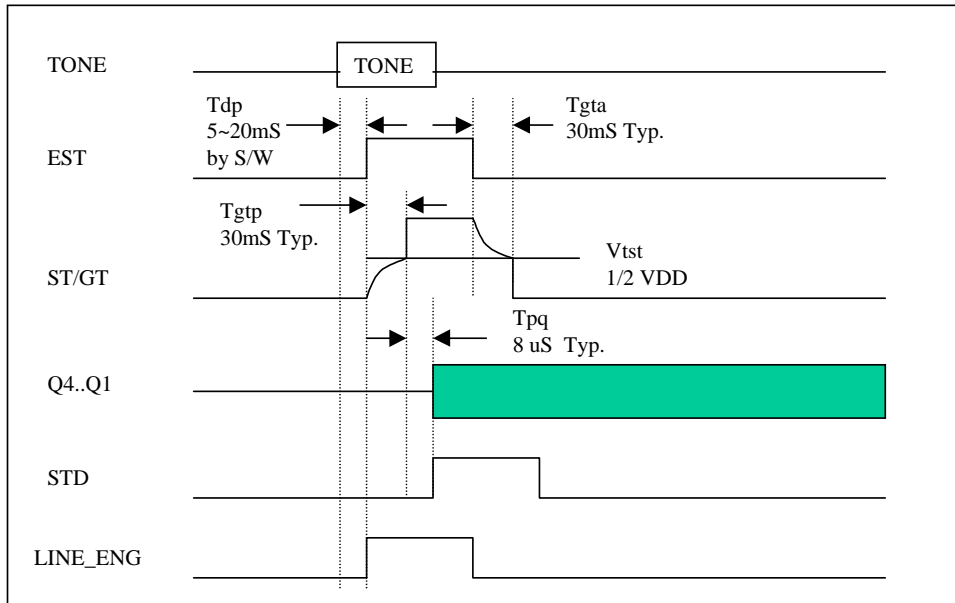 TONE
TONE
Tdp
5~20mS
by S/W
Tgta
30mS Typ.
EST
Tgtp
30mS Typ.
ST/GT
Vtst
1/2 VDD
Tpq
8 uS Typ.
Q4..Q1
STD
LINE_ENG